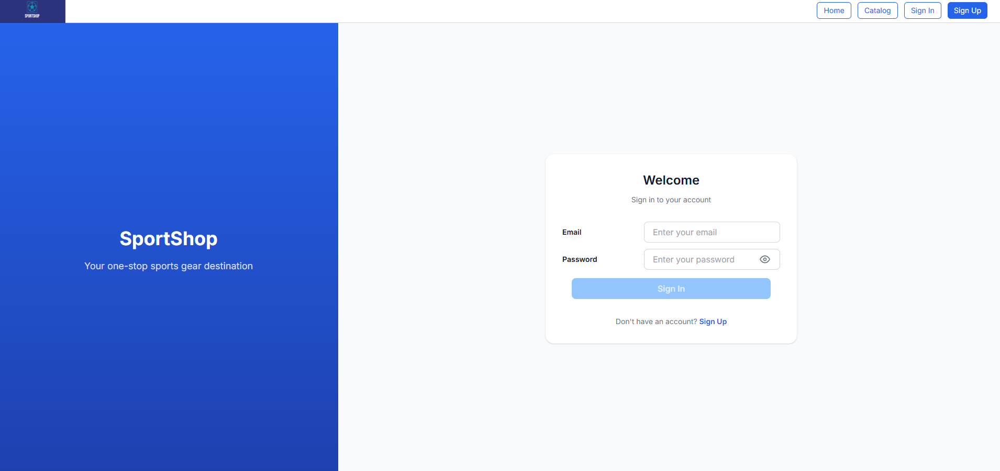 SPORTSHOP
Home
Catalog
Sign In
Sign Up
SportShop
Your one-stop sports gear destination
Welcome
Sign in to your account
Email
Enter your email
Password
Enter your password
Sign In
Don't have an account? Sign Up